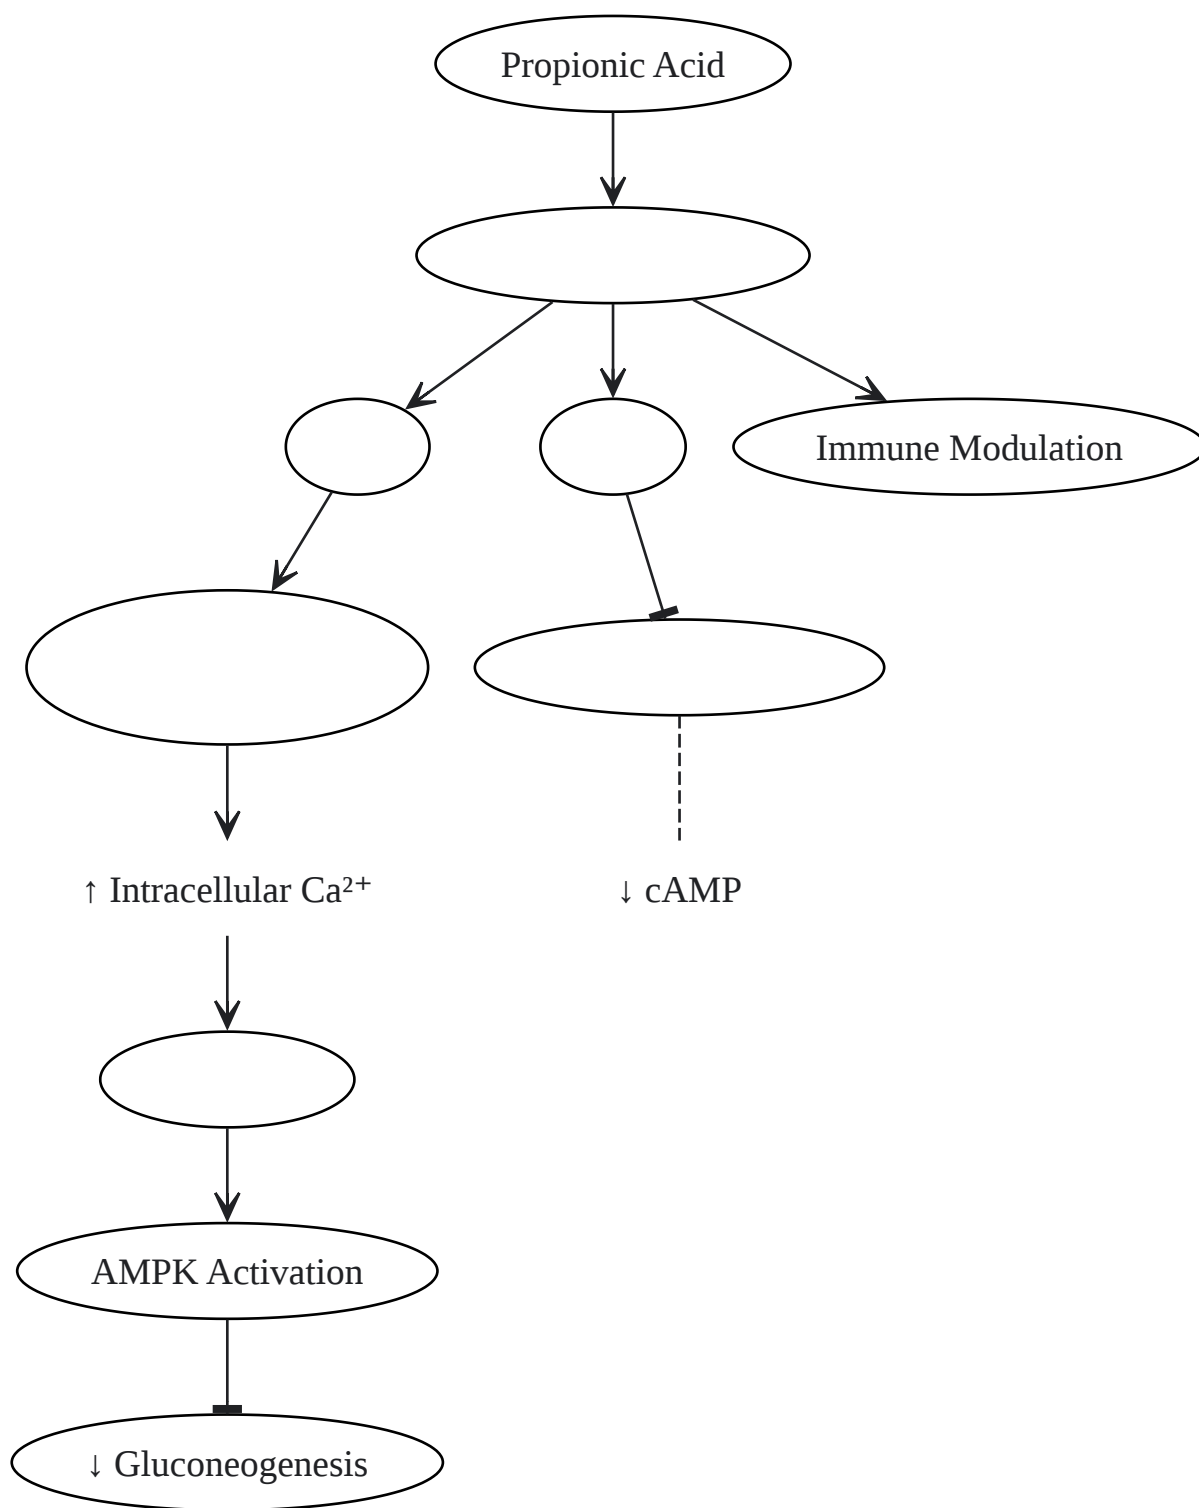 Propionic Acid
Immune Modulation
↑ Intracellular Ca²⁺
↓ cAMP
AMPK Activation
↓ Gluconeogenesis